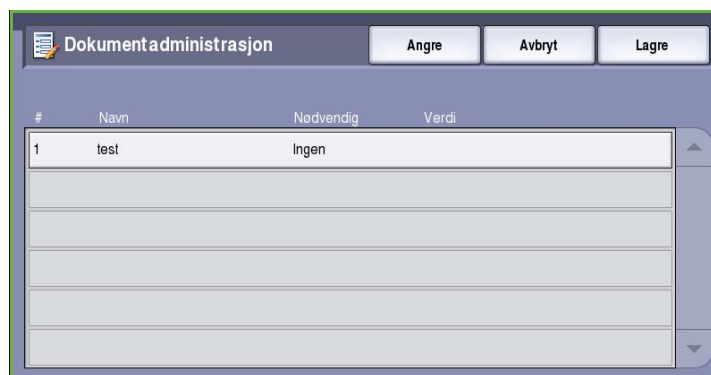 Dokumentadministrasjon Angre Avbryt Lagre
# Navn Nødvendig Verdi
1 test Ingen